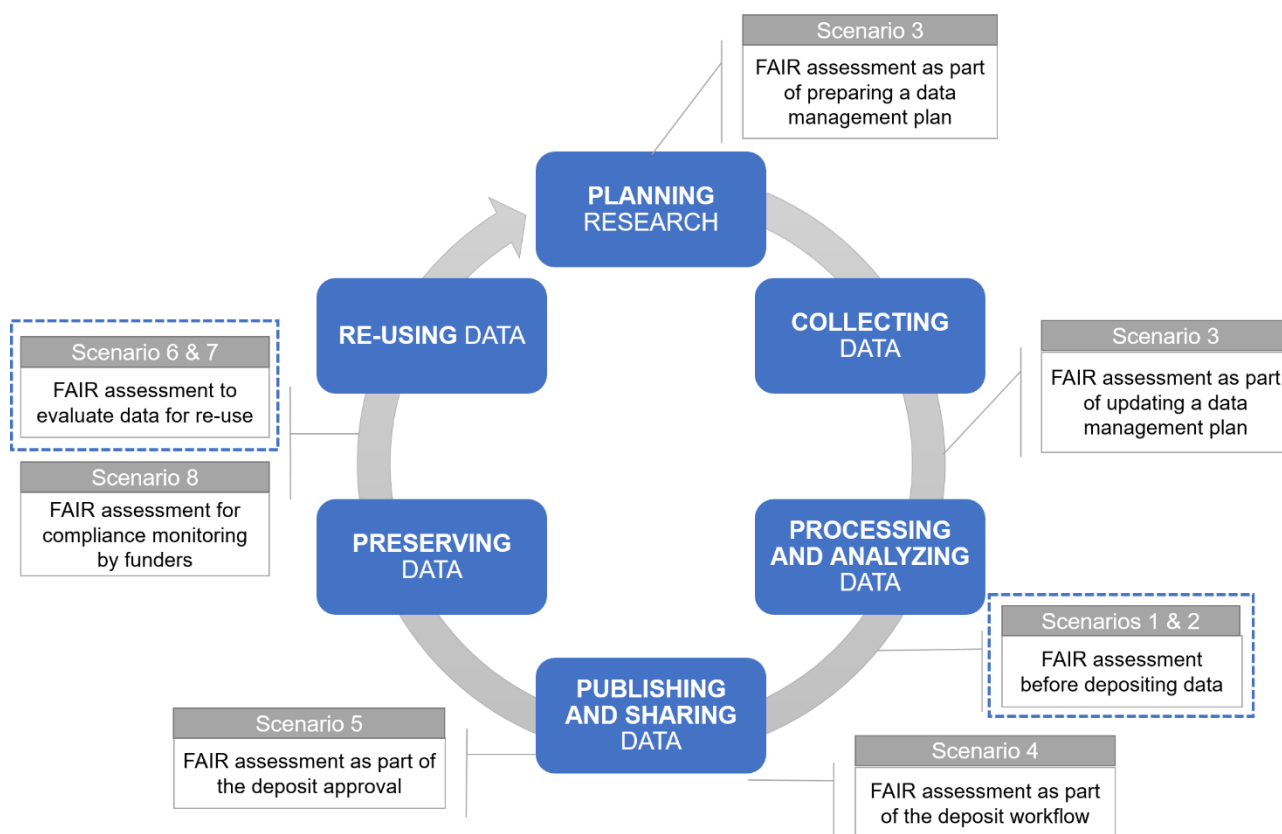 Scenario 3
FAIR assessment as part
of preparing a data
management plan
PLANNING
RESEARCH
COLLECTING
DATA
Scenario 3
FAIR assessment as part
of updating a data
management plan
PROCESSING
AND ANALYZING
DATA
Scenarios 1 & 2
FAIR assessment
before depositing data
Scenario 4
FAIR assessment as part
of the deposit workflow
PUBLISHING
AND SHARING
DATA
Scenario 5
FAIR assessment as part of
the deposit approval
PRESERVING
DATA
Scenario 8
FAIR assessment for
compliance monitoring
by funders
Scenario 6 & 7
FAIR assessment to
evaluate data for re-use
RE-USING DATA